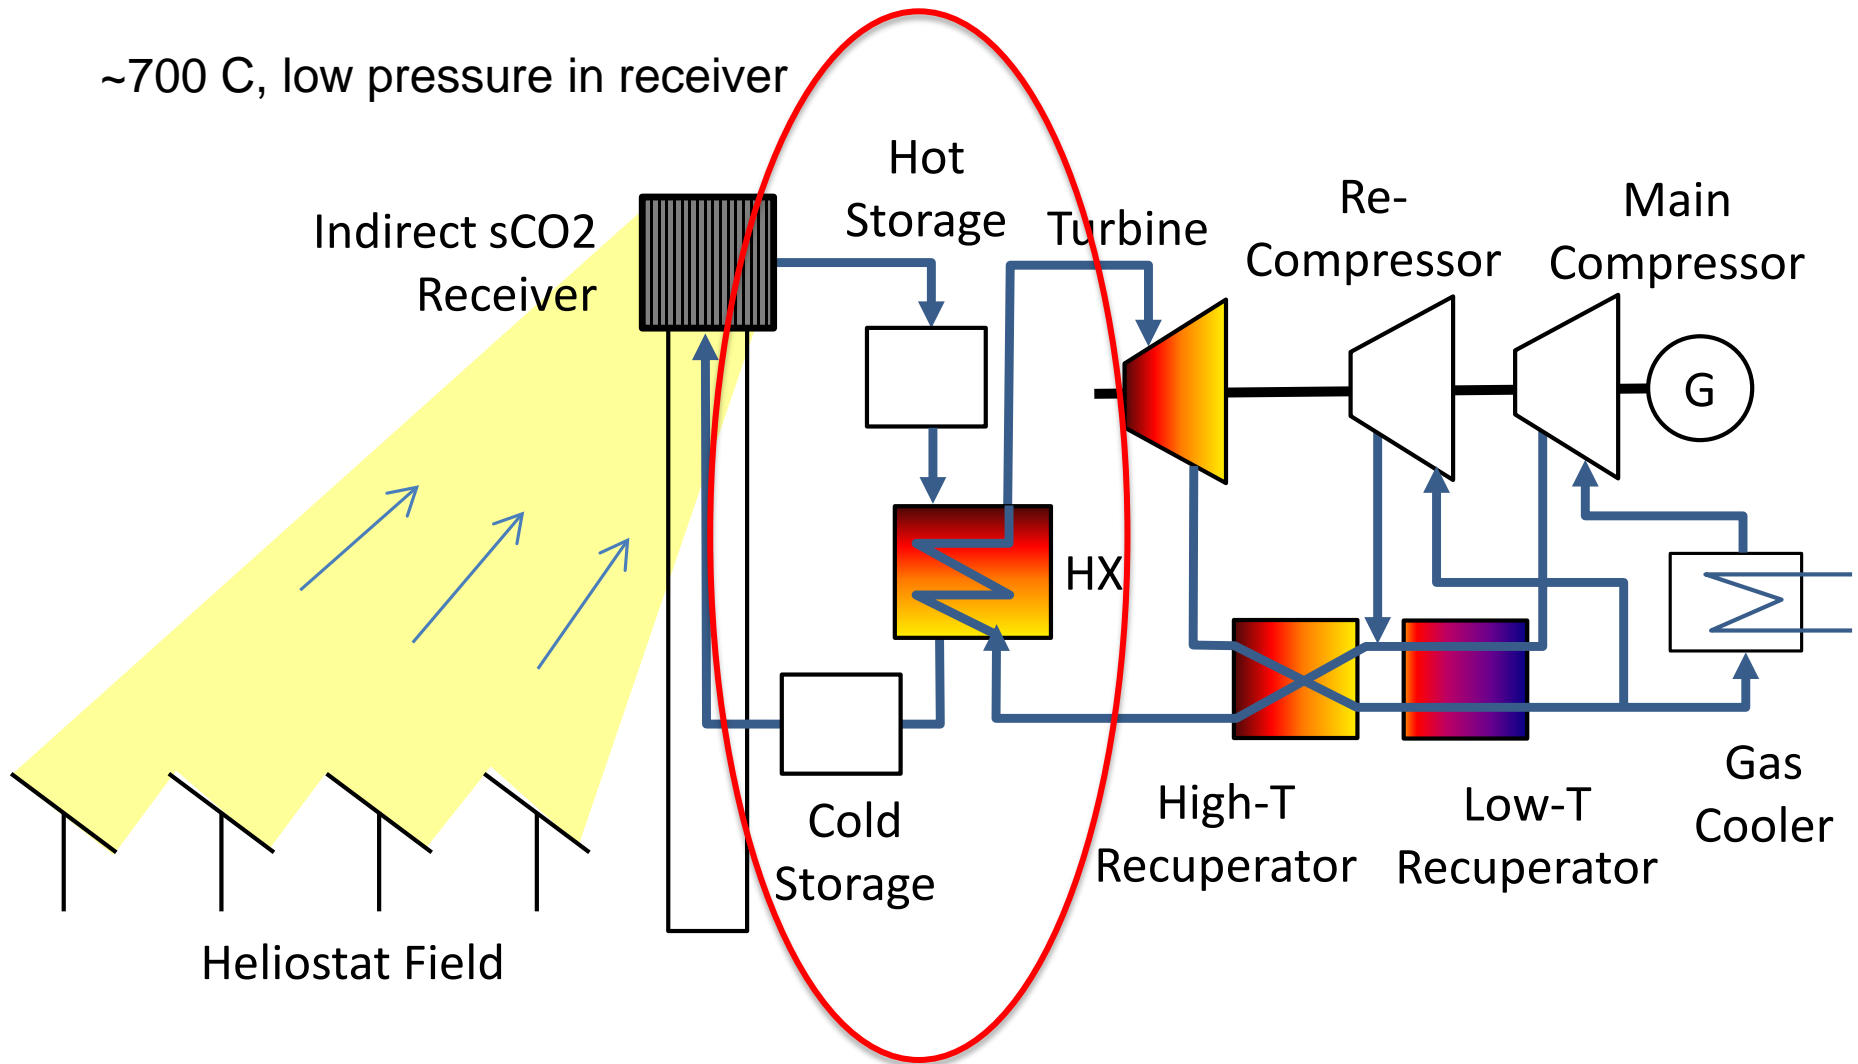 ~700 C, low pressure in receiver
Hot
Storage
Indirect sCO2
Receiver
Turbine
Re-
Compressor
Main
Compressor
G
HX
Cold
Storage
High-T
Recuperator
Low-T
Recuperator
Gas
Cooler
Heliostat Field